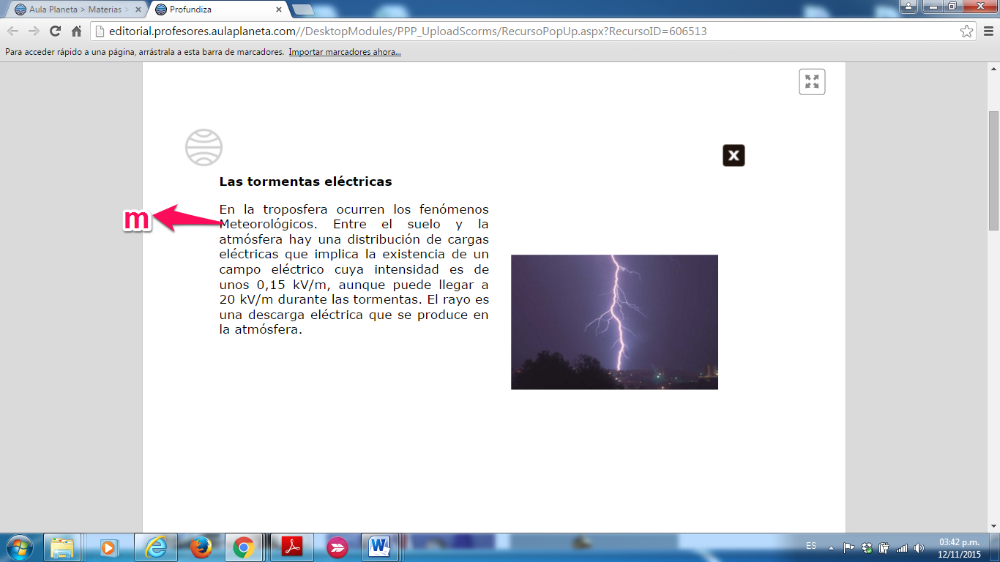 Aula Planeta > Materias >
Profundiza
editorial.profesores.aulaplaneta.com//DesktopModules/PPP_UploadScorms/RecursoPopUp.aspx?RecursoID=606513
Para acceder rápido a una página, arrástrala a esta barra de marcadores. Importar marcadores ahora...
Las tormentas eléctricas
m
En la troposfera ocurren los fenómenos
Meteorológicos. Entre el suelo y la
atmósfera hay una distribución de cargas
eléctricas que implica la existencia de un
campo eléctrico cuya intensidad es de
unos 0,15 kV/m, aunque puede llegar a
20 kV/m durante las tormentas. El rayo es
una descarga eléctrica que se produce en
la atmósfera.
ES
03:42 p.m.
12/11/2015